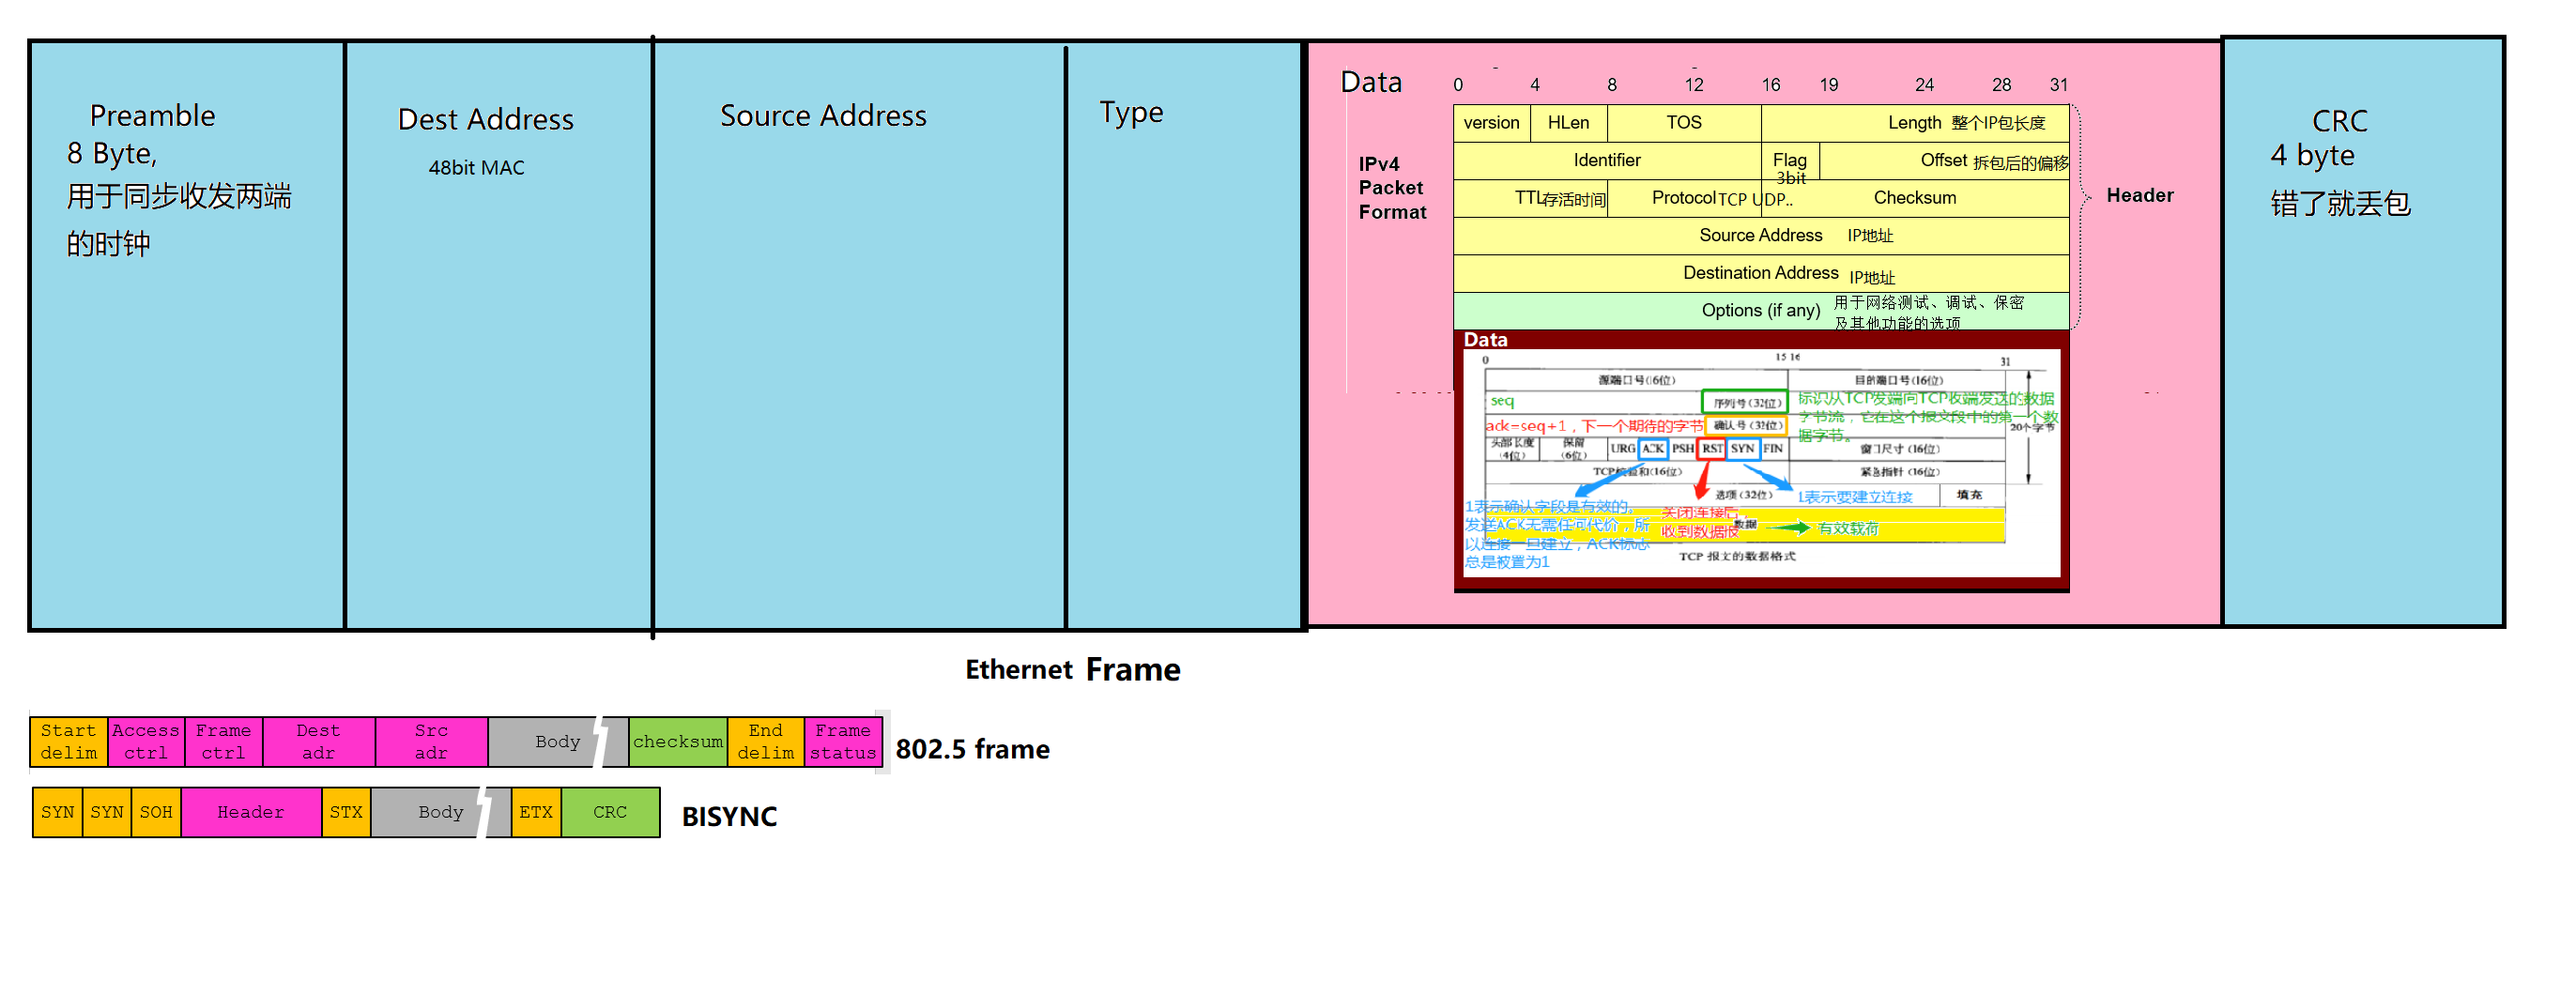 Preamble
8 Byte,
用于同步收发两端
的时钟
Dest Address
48bit MAC
Source Address
Type
Data
0 4 8 12 16 19 24 28 31
IPv4
Packet
Format
version HLen TOS Length 整个IP包长度
Identifier Flag 3bit Offset 拆包后的偏移
TTL存活时间 Protocol TCP UDP.. Checksum
Source Address IP地址
Destination Address IP地址
Options (if any) 用于网络测试、调试、保密
及其他功能的选项
Header
Data
0 15 16 31
源端口号(16位) 目的端口号(16位)
seq 序列号(32位)
标识从TCP发端向TCP收端发送的数据
字节流，它在这个报文段中的第一个数
据字节。
ack=seq+1，下一个期待的字节 确认号(32位)
20个字节
头部长度
(4位)
保留
(6位)
URG ACK PSH RST SYN FIN 窗口尺寸(16位)
TCP校验和(16位) 紧急指针(16位)
选项(32位) 1表示要建立连接 填充
1表示确认字段是有效的。
发送ACK无需任何代价，所
以连接一旦建立，ACK标志
总是被置为1
关闭连接后，
收到数据报
数据 有效载荷
TCP 报文的数据格式
CRC
4 byte
错了就丢包
Ethernet Frame
Start
delim
Access
ctrl
Frame
ctrl
Dest
adr
Src
adr
Body
checksum
End
delim
Frame
status
802.5 frame
SYN SYN SOH Header STX Body ETX CRC
BISYNC